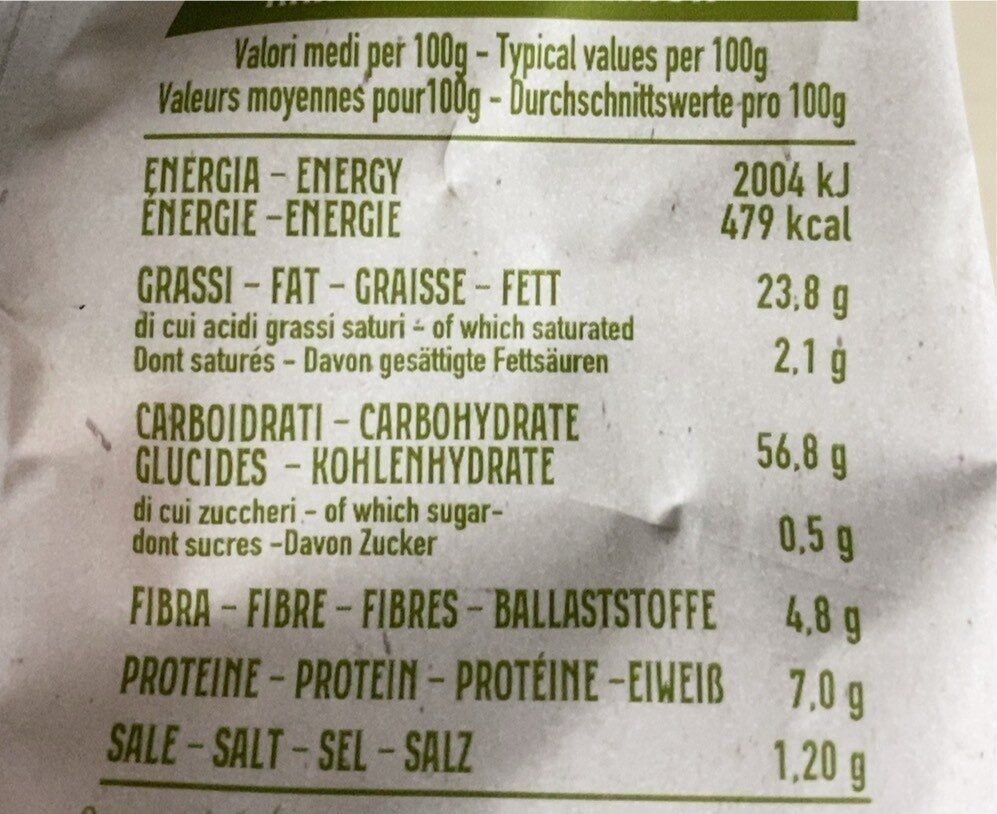 Valori medi per 100g - Typical values per 100g
Valeurs moyennes pour100g - Durchschnittswerte pro 100g
ENERGIA - ENERGY 2004 kJ
ÉNERGIE -ENERGIE 479 kcal
GRASSI - FAT - GRAISSE - FETT 23,8 g
di cui acidi grassi saturi - of which saturated
Dont saturés - Davon gesättigte Fettsäuren 2,1 g
CARBOIDRATI - CARBOHYDRATE
GLUCIDES - KOHLENHYDRATE 56,8 g
di cui zuccheri - of which sugar-
dont sucres -Davon Zucker 0,5 g
FIBRA - FIBRE - FIBRES - BALLASTSTOFFE 4,8 g
PROTEINE - PROTEIN - PROTÉINE -EIWEIß 7,0 g
SALE - SALT - SEL - SALZ 1,20 g